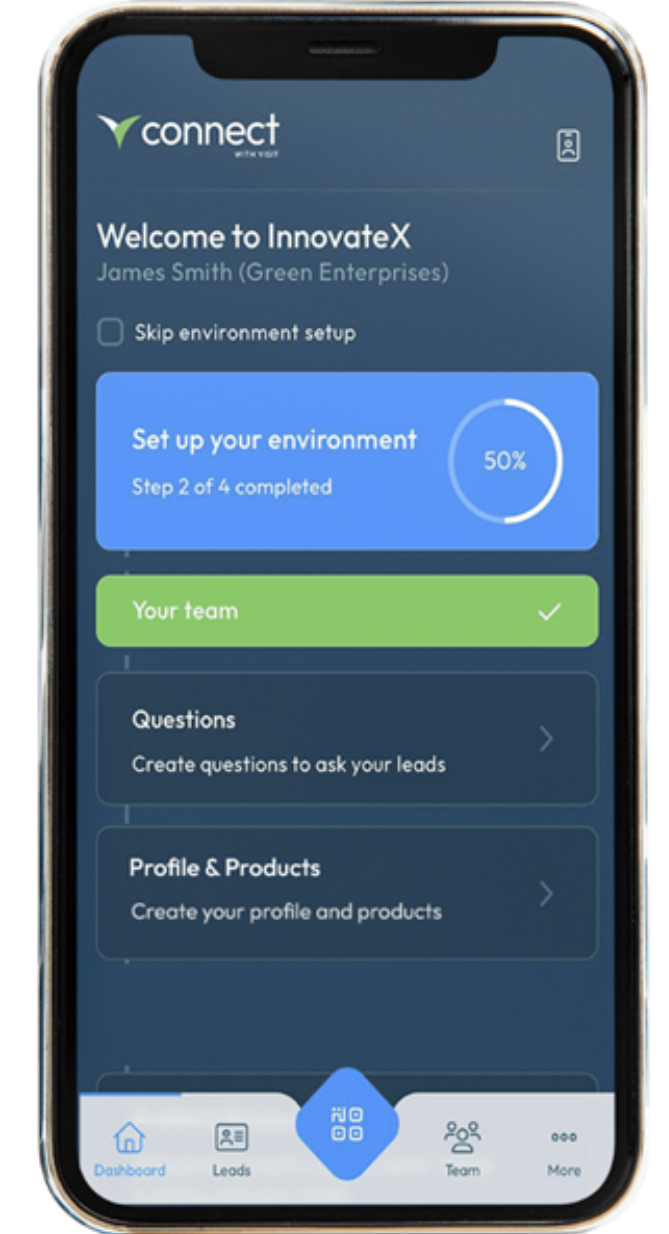 connect
WITH VISIT
Welcome to InnovateX
James Smith (Green Enterprises)
Skip environment setup
Set up your environment
Step 2 of 4 completed
50%
Your team
Questions
Create questions to ask your leads
Profile & Products
Create your profile and products
Dashboard
Leads
Team
More